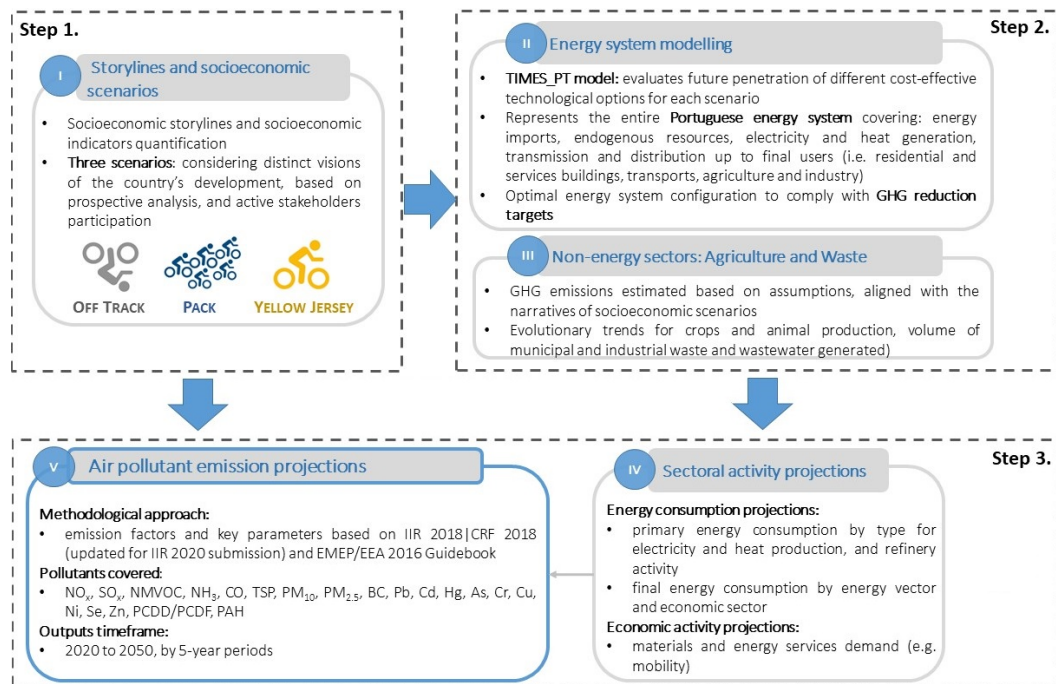 Step 1.
I
Storylines and socioeconomic
scenarios
• Socioeconomic storylines and socioeconomic
indicators quantification
• Three scenarios: considering distinct visions
of the country's development, based on
prospective analysis, and active stakeholders
participation
OFF TRACK
PACK
YELLOW JERSEY
Step 2.
II
Energy system modelling
• TIMES_PT model: evaluates future penetration of different cost-effective
technological options for each scenario
• Represents the entire Portuguese energy system covering: energy
imports, endogenous resources, electricity and heat generation,
transmission and distribution up to final users (i.e. residential and
services buildings, transports, agriculture and industry)
• Optimal energy system configuration to comply with GHG reduction
targets
III
Non-energy sectors: Agriculture and Waste
• GHG emissions estimated based on assumptions, aligned with the
narratives of socioeconomic scenarios
• Evolutionary trends for crops and animal production, volume of
municipal and industrial waste and wastewater generated)
Step 3.
V
Air pollutant emission projections
Methodological approach:
• emission factors and key parameters based on IIR 2018|CRF 2018
(updated for IIR 2020 submission) and EMEP/EEA 2016 Guidebook
Pollutants covered:
• NOₓ, SOₓ, NMVOC, NH₃, CO, TSP, PM₁₀, PM₂.₅, BC, Pb, Cd, Hg, As, Cr, Cu,
Ni, Se, Zn, PCDD/PCDF, PAH
Outputs timeframe:
• 2020 to 2050, by 5-year periods
IV
Sectoral activity projections
Energy consumption projections:
• primary energy consumption by type for
electricity and heat production, and refinery
activity
• final energy consumption by energy vector
and economic sector
Economic activity projections:
• materials and energy services demand (e.g.
mobility)